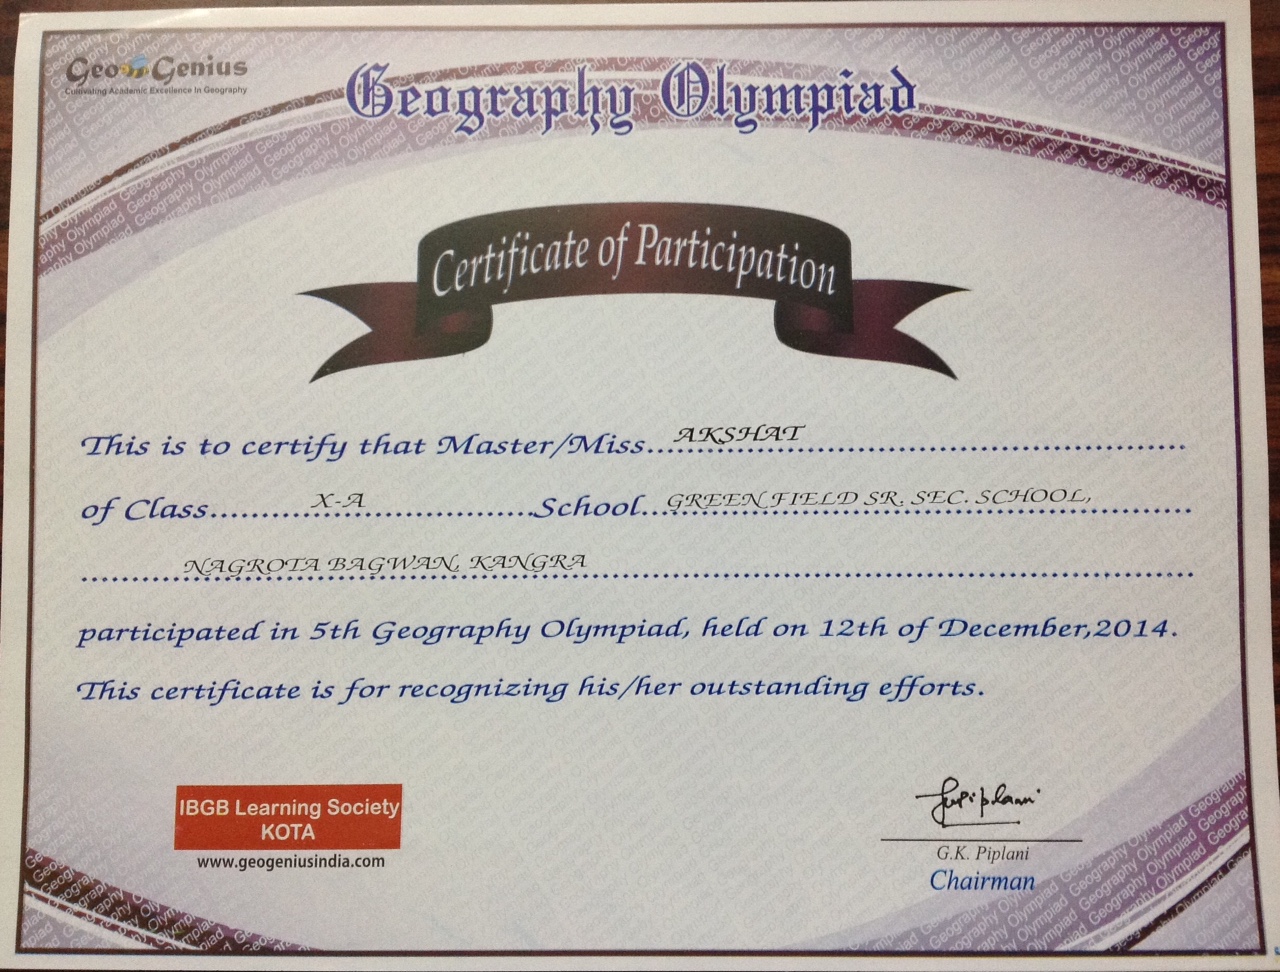 Geo Genius
Cultivating Academic Excellence In Geography
Geography Olympiad
Certificate of Participation
This is to certify that Master/Miss...AKSHAT...
of Class...X-A...School...GREEN FIELD SR. SEC. SCHOOL,
NAGROTA BAGWAN, KANGRA
participated in 5th Geography Olympiad, held on 12th of December,2014.
This certificate is for recognizing his/her outstanding efforts.
IBGB Learning Society
KOTA
www.geogeniusindia.com
G.K. Piplani
Chairman